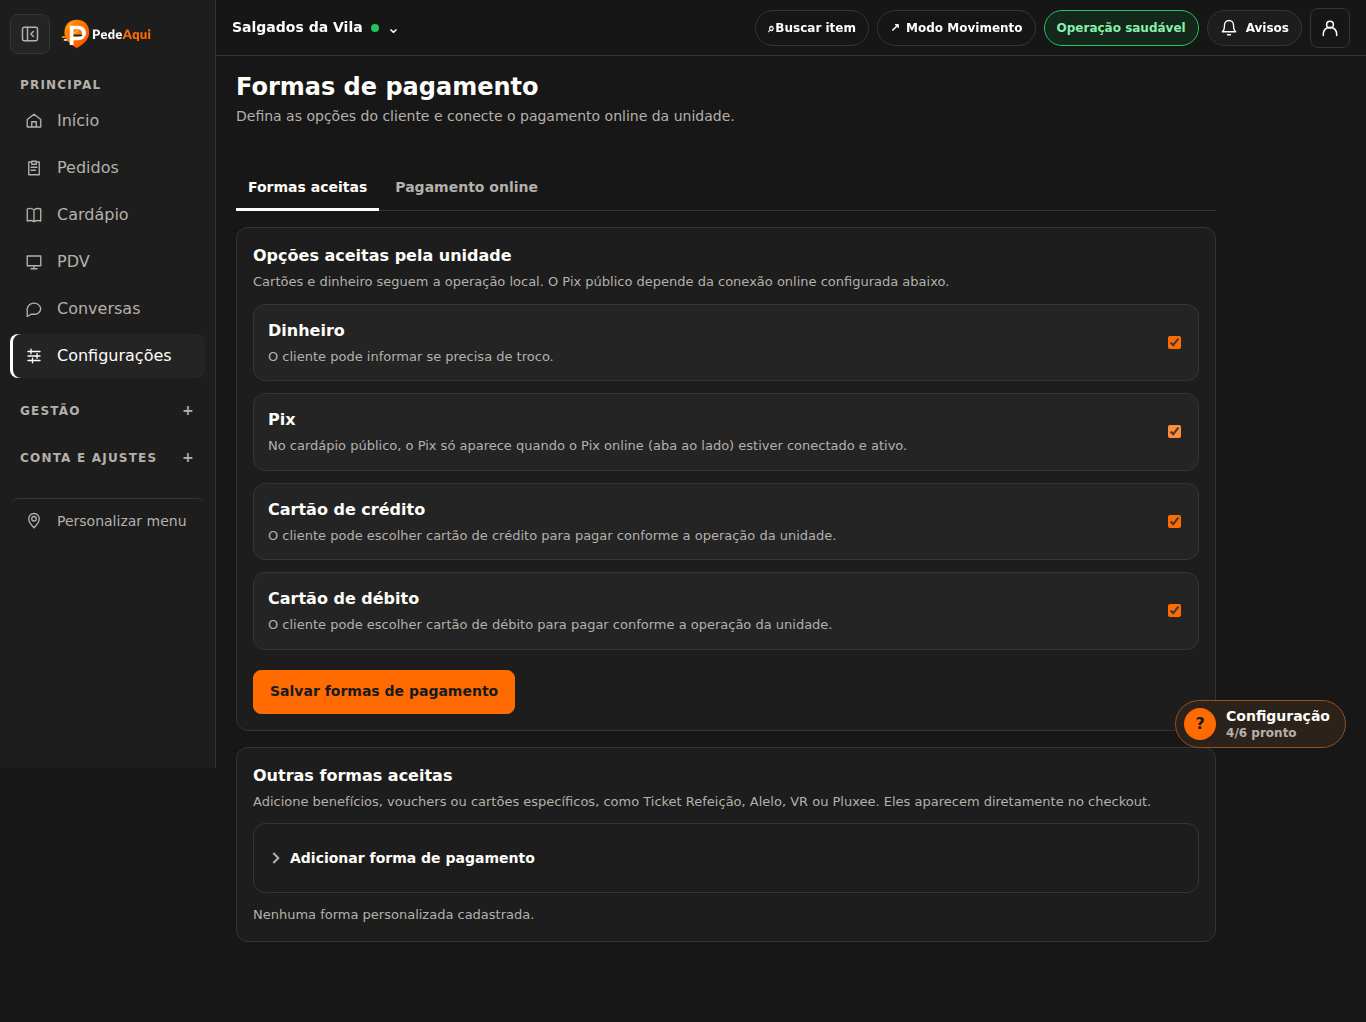 PedeAqui
Salgados da Vila
Buscar item
↗ Modo Movimento
Operação saudável
Avisos
PRINCIPAL
Início
Pedidos
Cardápio
PDV
Conversas
Configurações
GESTÃO +
CONTA E AJUSTES +
Personalizar menu
Formas de pagamento
Defina as opções do cliente e conecte o pagamento online da unidade.
Formas aceitas
Pagamento online
Opções aceitas pela unidade
Cartões e dinheiro seguem a operação local. O Pix público depende da conexão online configurada abaixo.
Dinheiro
O cliente pode informar se precisa de troco.
Pix
No cardápio público, o Pix só aparece quando o Pix online (aba ao lado) estiver conectado e ativo.
Cartão de crédito
O cliente pode escolher cartão de crédito para pagar conforme a operação da unidade.
Cartão de débito
O cliente pode escolher cartão de débito para pagar conforme a operação da unidade.
Salvar formas de pagamento
?
Configuração
4/6 pronto
Outras formas aceitas
Adicione benefícios, vouchers ou cartões específicos, como Ticket Refeição, Alelo, VR ou Pluxee. Eles aparecem diretamente no checkout.
Adicionar forma de pagamento
Nenhuma forma personalizada cadastrada.